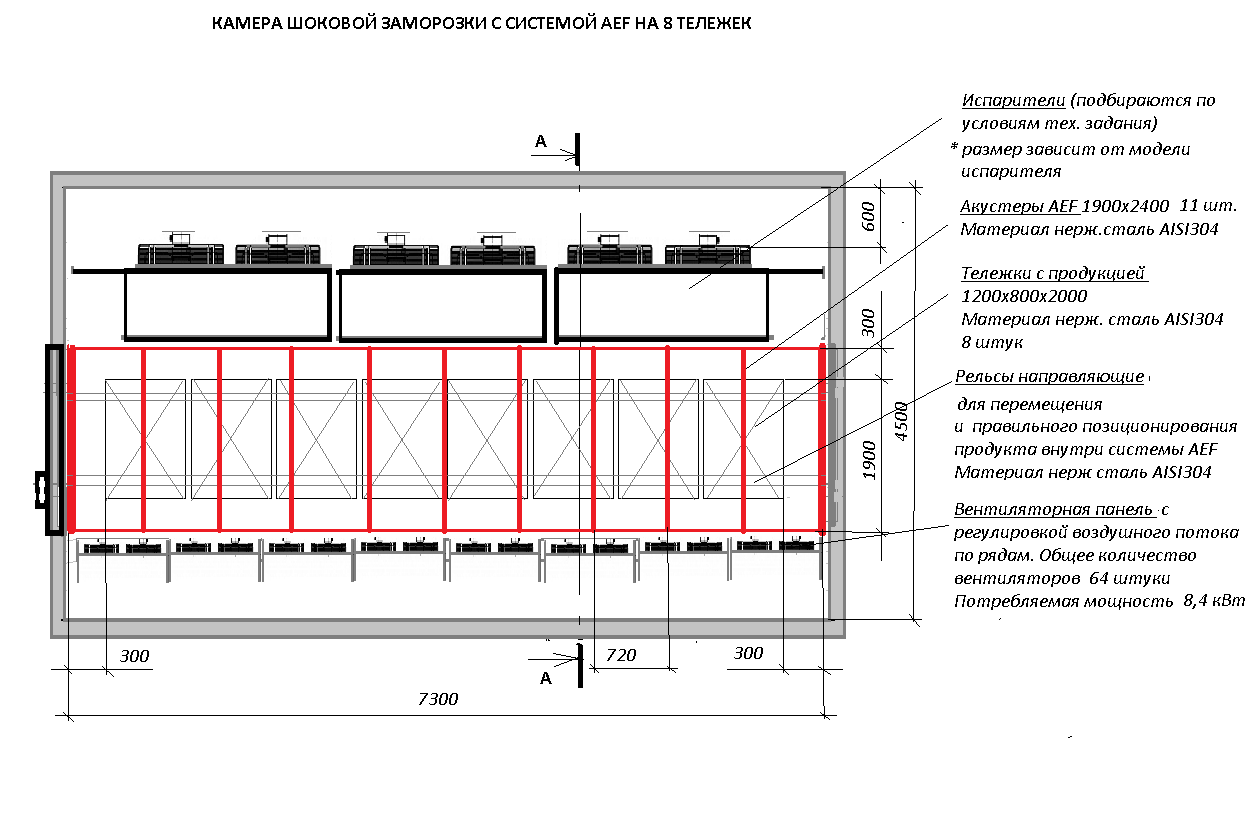 КАМЕРА ШОКОВОЙ ЗАМОРОЗКИ С СИСТЕМОЙ AEF НА 8 ТЕЛЕЖЕК
Испарители (подбираются по
условиям тех. задания)
* размер зависит от модели
испарителя
Акустеры AEF 1900х2400 11 шт.
Материал нерж.сталь AISI304
Тележки с продукцией
1200х800х2000
Материал нерж. сталь AISI304
8 штук
Рельсы направляющие
для перемещения
и правильного позиционирования
продукта внутри системы AEF
Материал нерж сталь AISI304
Вентиляторная панель с
регулировкой воздушного потока
по рядам. Общее количество
вентиляторов 64 штуки
Потребляемая мощность 8,4 кВт
А
600
300
1900
4500
300
720
300
А
7300